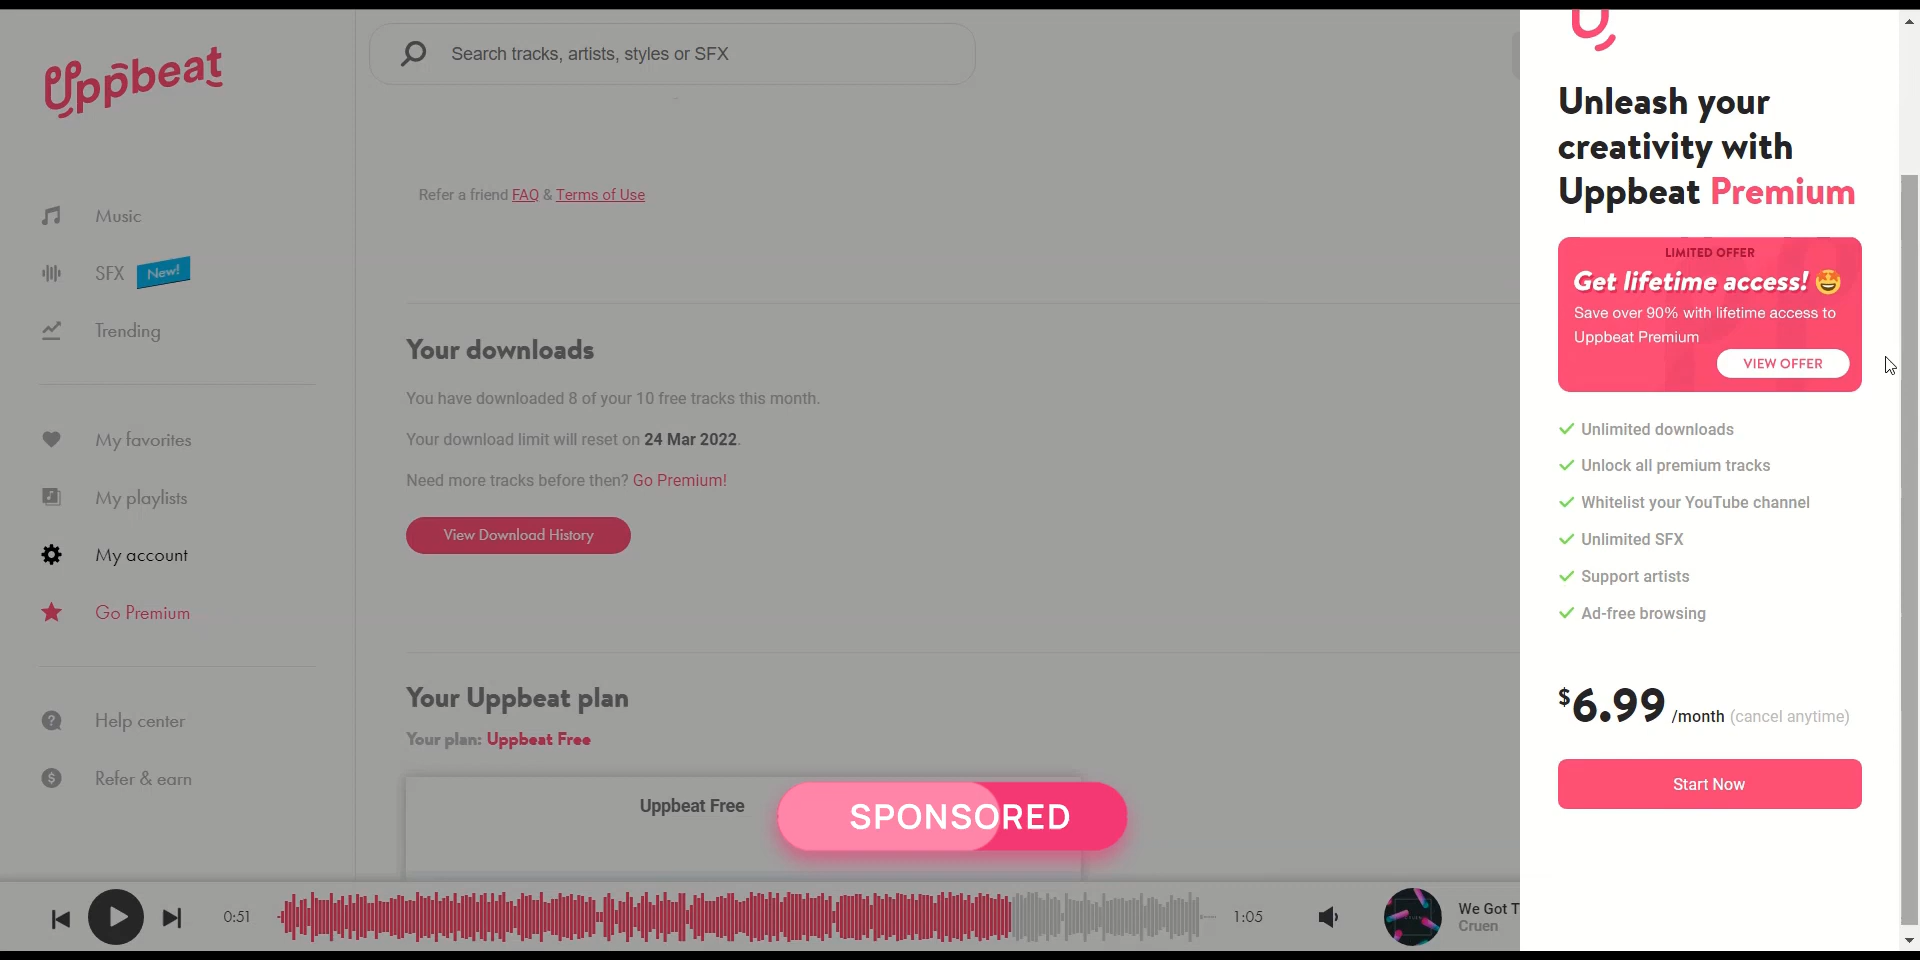 Uppbeat
Search tracks, artists, styles or SFX
Music
SFX New!
Trending
My favorites
My playlists
My account
Go Premium
Help center
Refer & earn
Refer a friend FAQ & Terms of Use
Your downloads
You have downloaded 8 of your 10 free tracks this month.
Your download limit will reset on 24 Mar 2022.
Need more tracks before then? Go Premium!
View Download History
Your Uppbeat plan
Your plan: Uppbeat Free
Uppbeat Free
SPONSORED
0:51
1:05
We Got T
Cruen
Unleash your
creativity with
Uppbeat Premium
LIMITED OFFER
Get lifetime access!
Save over 90% with lifetime access to
Uppbeat Premium
VIEW OFFER
Unlimited downloads
Unlock all premium tracks
Whitelist your YouTube channel
Unlimited SFX
Support artists
Ad-free browsing
$6.99 /month (cancel anytime)
Start Now